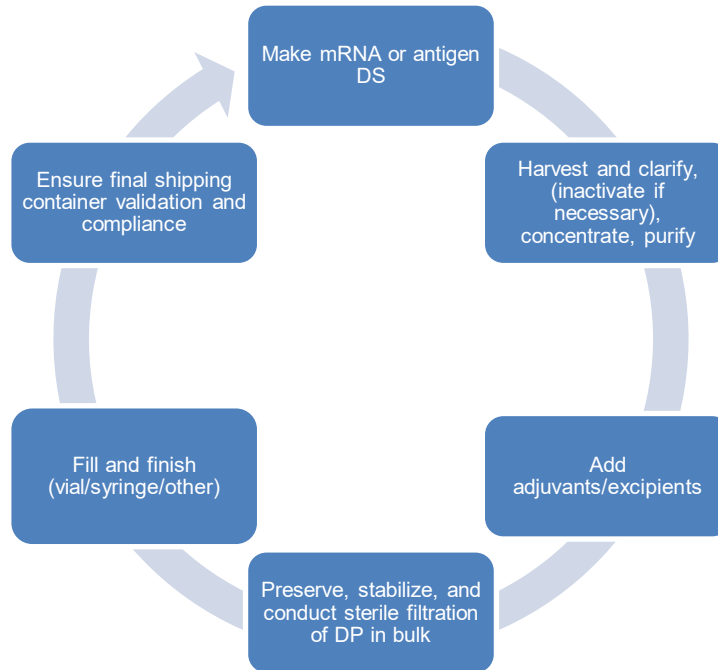 Make mRNA or antigen
DS
Harvest and clarify,
(inactivate if
necessary),
concentrate, purify
Add
adjuvants/excipients
Preserve, stabilize, and
conduct sterile filtration
of DP in bulk
Fill and finish
(vial/syringe/other)
Ensure final shipping
container validation and
compliance